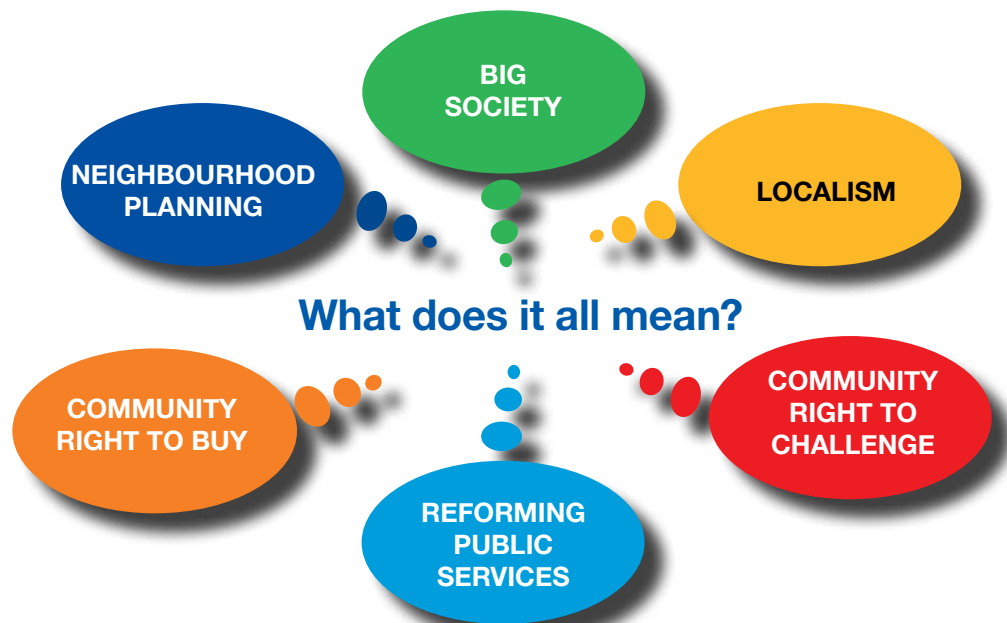 BIG
SOCIETY
NEIGHBOURHOOD
PLANNING
LOCALISM
What does it all mean?
COMMUNITY
RIGHT TO BUY
COMMUNITY
RIGHT TO
CHALLENGE
REFORMING
PUBLIC
SERVICES